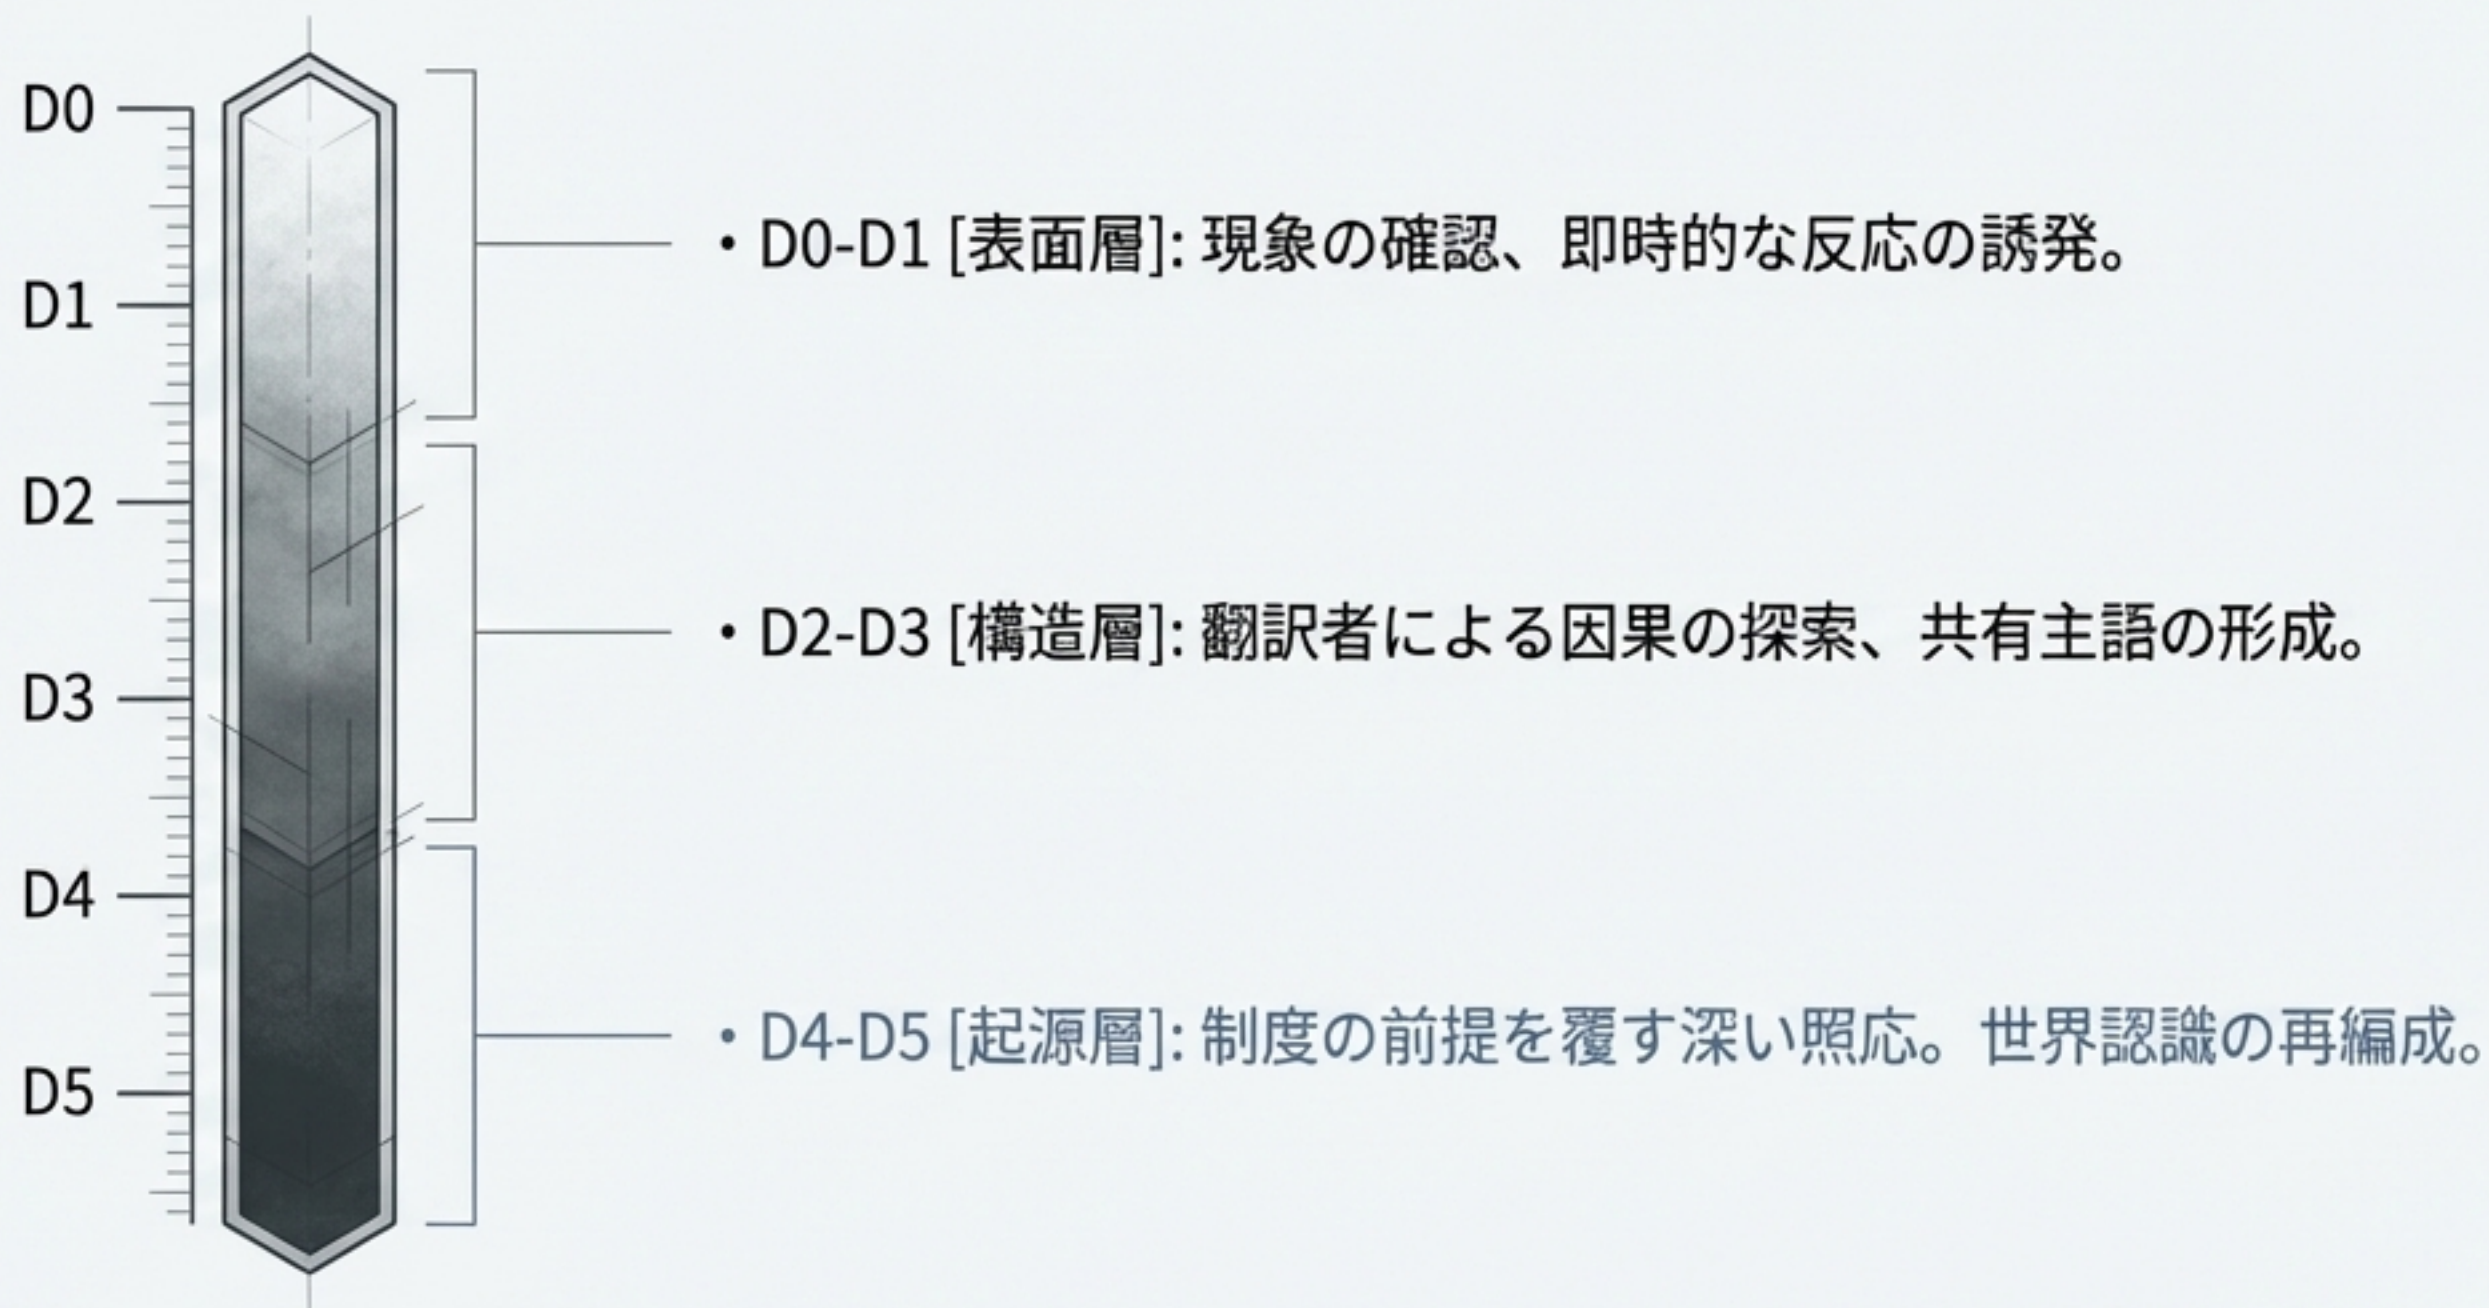 D0
D1
D2
D3
D4
D5
• D0-D1 [表面層]: 現象の確認、即時的な反応の誘発。
• D2-D3 [構造層]: 翻訳者による因果の探索、共有主語の形成。
• D4-D5 [起源層]: 制度の前提を覆す深い照応。世界認識の再編成。